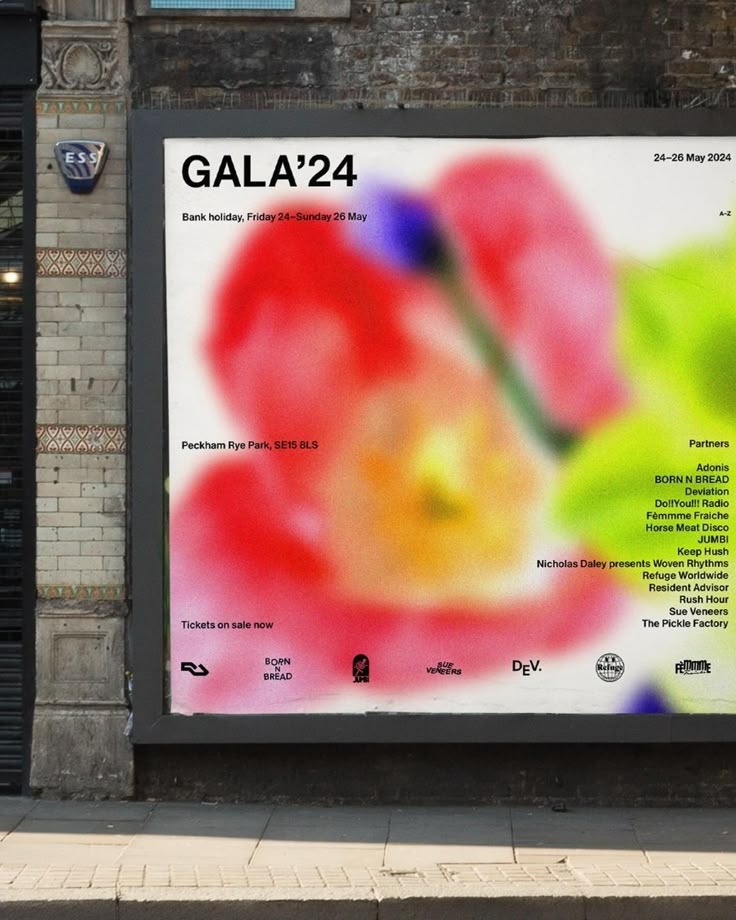 ESS
GALA’24
24–26 May 2024
Bank holiday, Friday 24–Sunday 26 May
A–Z
Peckham Rye Park, SE15 8LS
Partners
Adonis
BORN N BREAD
Deviation
Do!!You!!! Radio
Fèmmme Fraiche
Horse Meat Disco
JUMBI
Keep Hush
Nicholas Daley presents Woven Rhythms
Refuge Worldwide
Resident Advisor
Rush Hour
Sue Veneers
The Pickle Factory
Tickets on sale now
BORN
N
BREAD
JUMBI
SUE
VENEERS
DEV.
Refuge
FèMMME
Fraiche